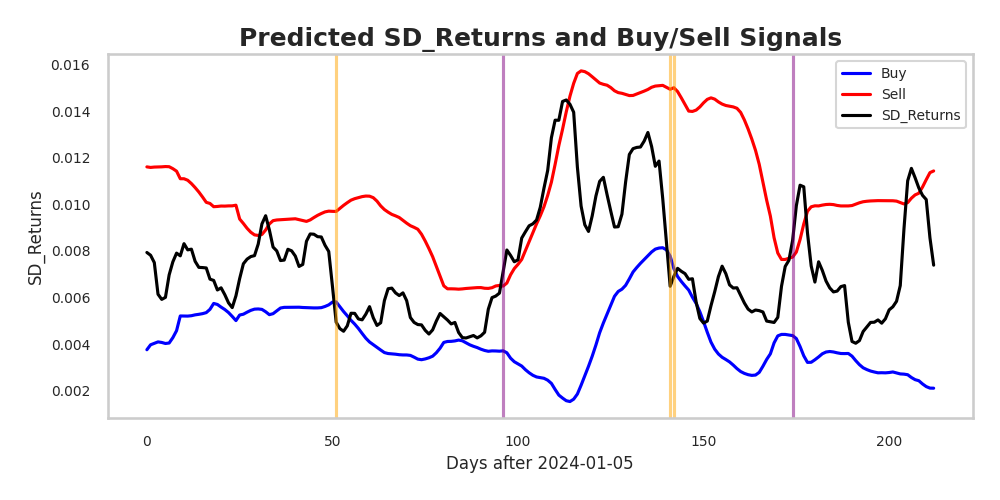 Predicted SD_Returns and Buy/Sell Signals
SD_Returns
0.016
0.014
0.012
0.010
0.008
0.006
0.004
0.002
Buy
Sell
SD_Returns
0 50 100 150 200
Days after 2024-01-05